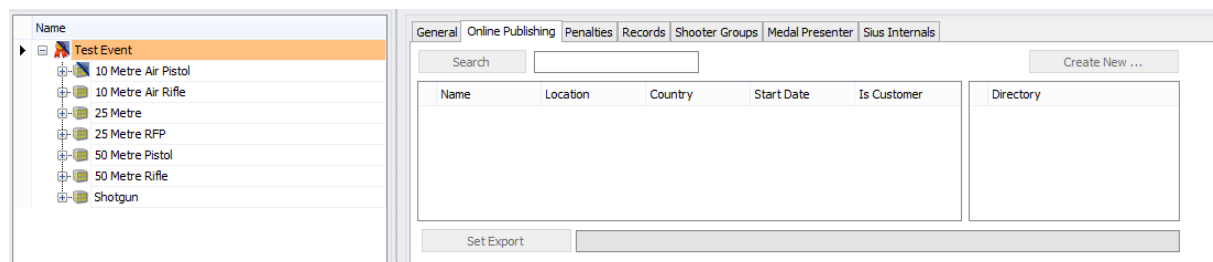 Name
Test Event
10 Metre Air Pistol
10 Metre Air Rifle
25 Metre
25 Metre RFP
50 Metre Pistol
50 Metre Rifle
Shotgun
General Online Publishing Penalties Records Shooter Groups Medal Presenter Sius Internals
Search Create New ...
Name Location Country Start Date Is Customer Directory
Set Export